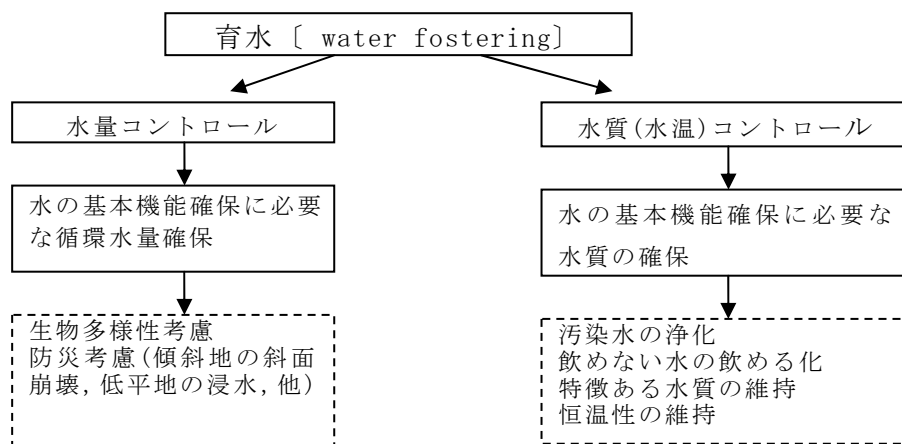 育水〔 water fostering〕
水量コントロール
水の基本機能確保に必要
な循環水量確保
生物多様性考慮
防災考慮(傾斜地の斜面
崩壊,低平地の浸水,他)
水質(水温)コントロール
水の基本機能確保に必要な
水質の確保
汚染水の浄化
飲めない水の飲める化
特徴ある水質の維持
恒温性の維持